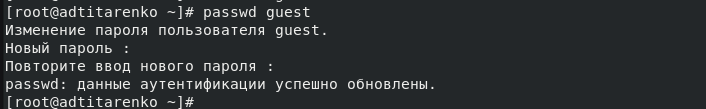 [root@adtitarenko ~]# passwd guest
Изменение пароля пользователя guest.
Новый пароль :
Повторите ввод нового пароля :
passwd: данные аутентификации успешно обновлены.
[root@adtitarenko ~]#